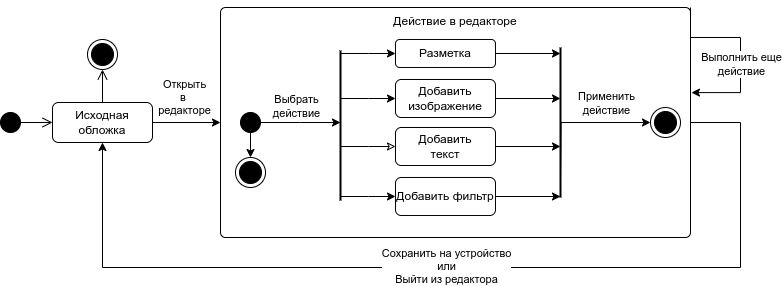 Действие в редакторе
Разметка
Выполнить еще
действие
Открыть
в
редакторе
Выбрать
действие
Добавить
изображение
Применить
действие
Исходная
обложка
Добавить
текст
Добавить фильтр
Сохранить на устройство
или
Выйти из редактора